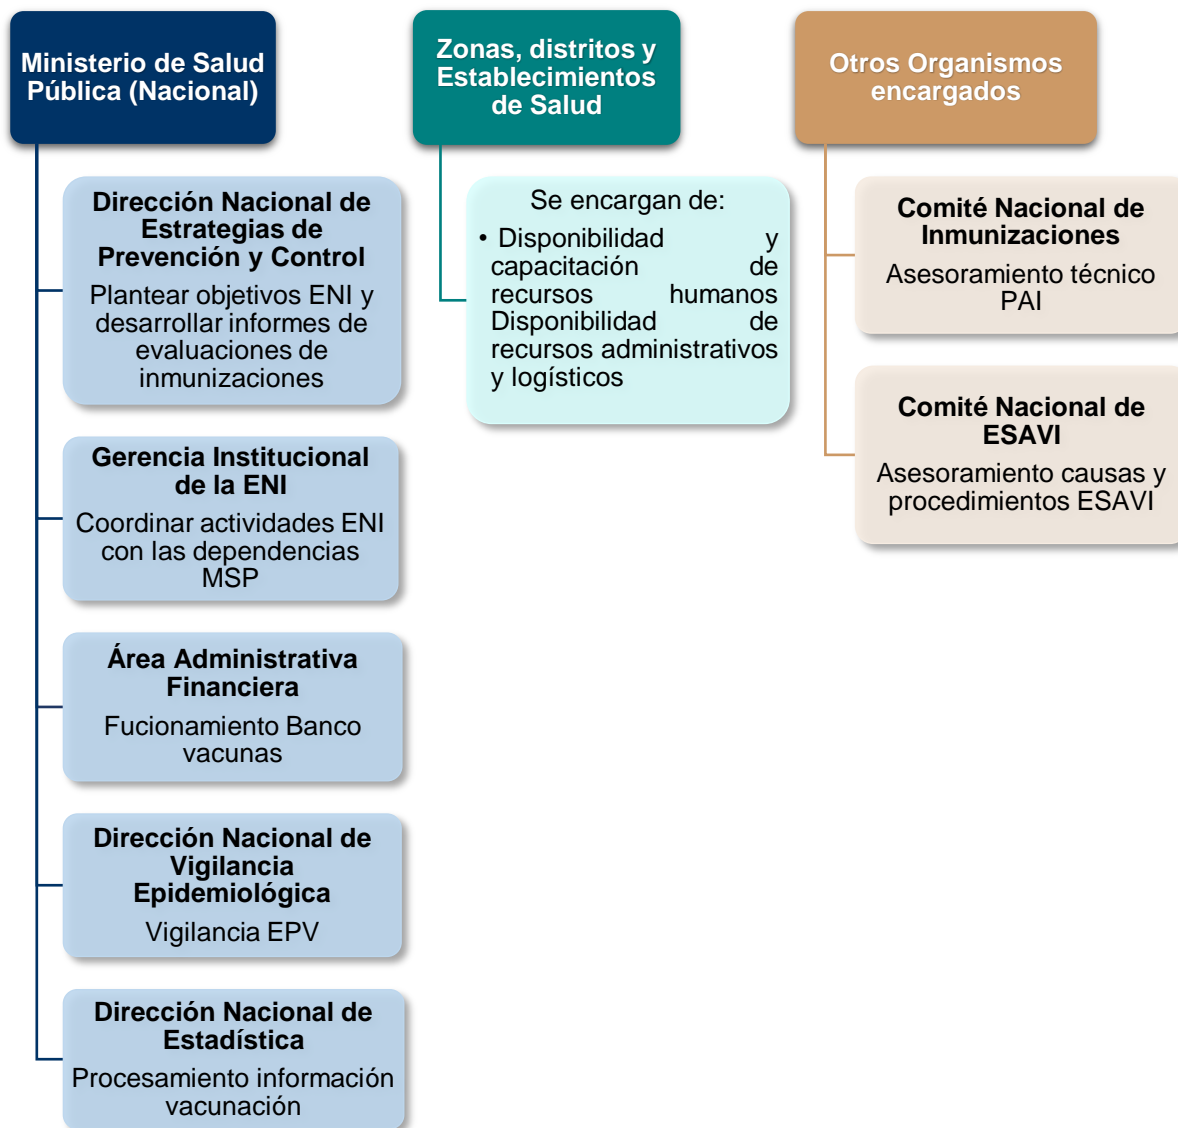 Ministerio de Salud
Pública (Nacional)
Dirección Nacional de
Estrategias de
Prevención y Control
Plantear objetivos ENI y
desarrollar informes de
evaluaciones de
inmunizaciones
Gerencia Institucional
de la ENI
Coordinar actividades ENI
con las dependencias
MSP
Área Administrativa
Financiera
Fucionamiento Banco
vacunas
Dirección Nacional de
Vigilancia
Epidemiológica
Vigilancia EPV
Dirección Nacional de
Estadística
Procesamiento información
vacunación
Zonas, distritos y
Establecimientos
de Salud
Se encargan de:
• Disponibilidad y
capacitación de
recursos humanos
Disponibilidad de
recursos administrativos
y logísticos
Otros Organismos
encargados
Comité Nacional de
Inmunizaciones
Asesoramiento técnico
PAI
Comité Nacional de
ESAVI
Asesoramiento causas y
procedimientos ESAVI